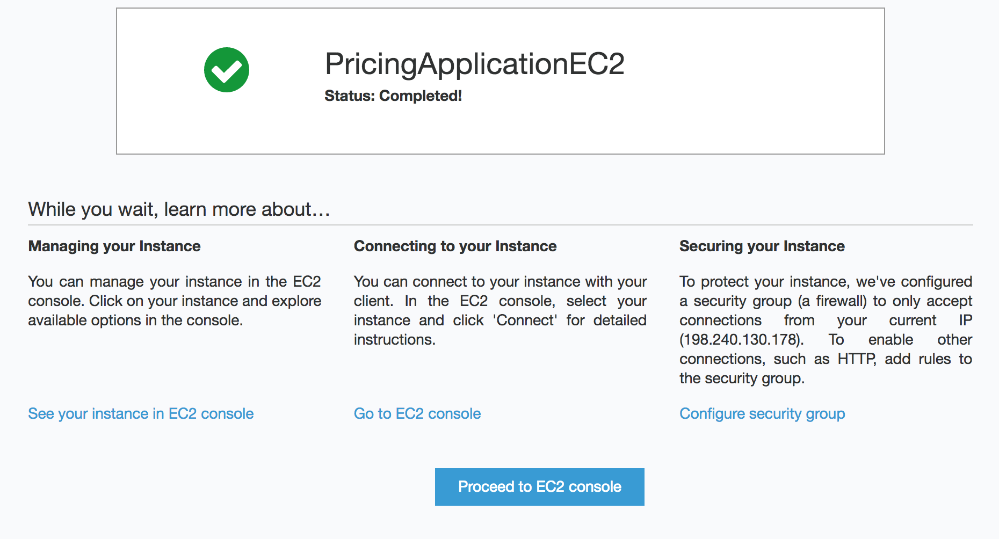 PricingApplicationEC2
Status: Completed!
While you wait, learn more about…
Managing your Instance
You can manage your instance in the EC2
console. Click on your instance and explore
available options in the console.
See your instance in EC2 console
Connecting to your Instance
You can connect to your instance with your
client. In the EC2 console, select your
instance and click 'Connect' for detailed
instructions.
Go to EC2 console
Securing your Instance
To protect your instance, we've configured
a security group (a firewall) to only accept
connections from your current IP
(198.240.130.178). To enable other
connections, such as HTTP, add rules to
the security group.
Configure security group
Proceed to EC2 console